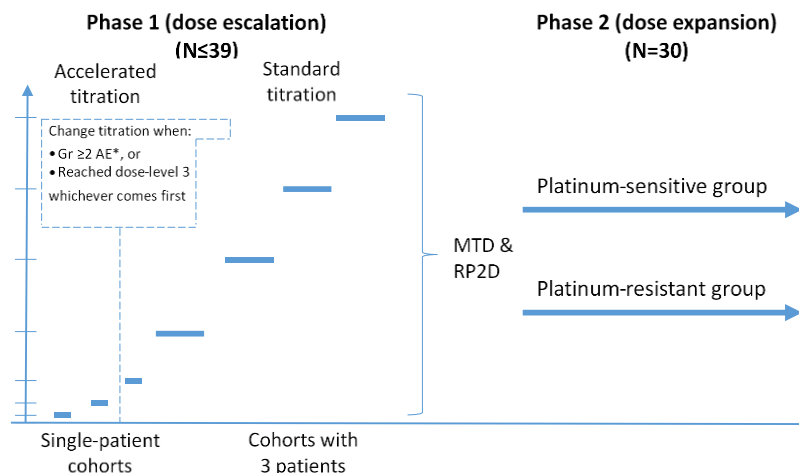 Phase 1 (dose escalation)
(N≤39)
Phase 2 (dose expansion)
(N=30)
Accelerated
titration
Standard
titration
Change titration when:
• Gr ≥2 AE*, or
• Reached dose-level 3
whichever comes first
Platinum-sensitive group
MTD &
RP2D
Platinum-resistant group
Single-patient
cohorts
Cohorts with
3 patients